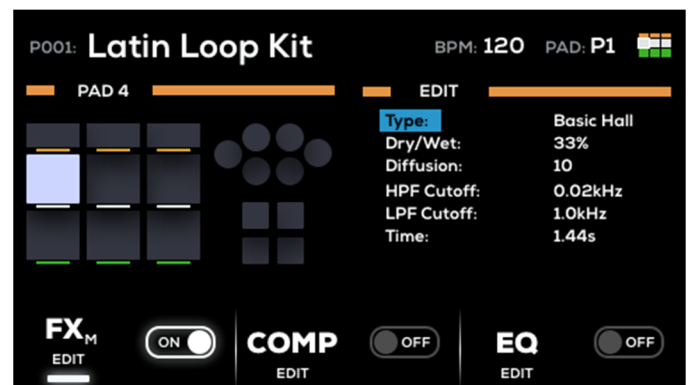 P001: Latin Loop Kit BPM: 120 PAD: P1
PAD 4 EDIT
Type: Basic Hall
Dry/Wet: 33%
Diffusion: 10
HPF Cutoff: 0.02kHz
LPF Cutoff: 1.0kHz
Time: 1.44s
FXM ON COMP OFF EQ OFF
EDIT EDIT EDIT